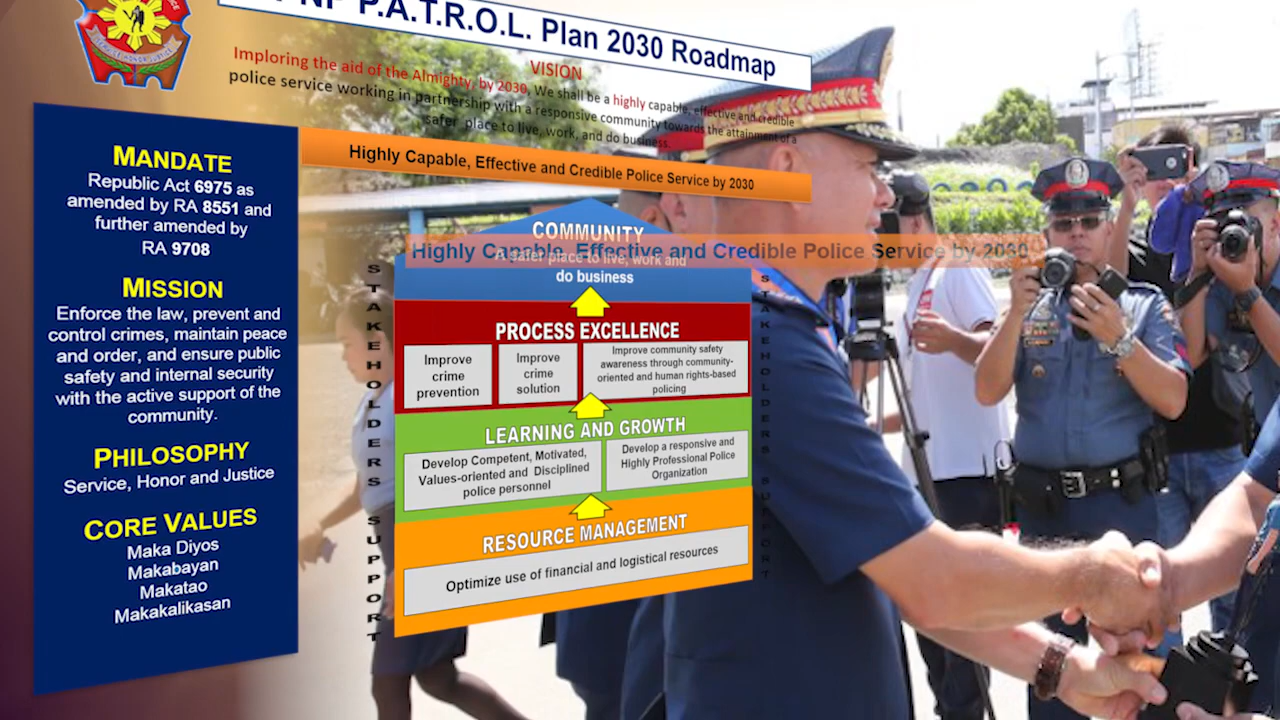 PNP P.A.T.R.O.L. Plan 2030 Roadmap
VISION
Imploring the aid of the Almighty, by 2030, We shall be a highly capable, effective and credible
police service working in partnership with a responsive community towards the attainment of a
safer place to live, work, and do business.
Highly Capable, Effective and Credible Police Service by 2030
MANDATE
Republic Act 6975 as
amended by RA 8551 and
further amended by
RA 9708
MISSION
Enforce the law, prevent and
control crimes, maintain peace
and order, and ensure public
safety and internal security
with the active support of the
community.
PHILOSOPHY
Service, Honor and Justice
CORE VALUES
Maka Diyos
Makabayan
Makatao
Makakalikasan
STAKEHOLDERS SUPPORT
COMMUNITY
Highly Capable, Effective and Credible Police Service by 2030
A safer place to live, work and
do business
PROCESS EXCELLENCE
Improve
crime
prevention
Improve
crime
solution
Improve community safety
awareness through community-
oriented and human rights-based
policing
LEARNING AND GROWTH
Develop Competent, Motivated,
Values-oriented and Disciplined
police personnel
Develop a responsive and
Highly Professional Police
Organization
RESOURCE MANAGEMENT
Optimize use of financial and logistical resources
STAKEHOLDERS SUPPORT